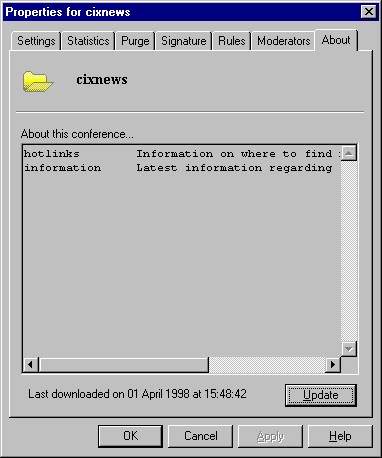 Properties for cixnews
Settings Statistics Purge Signature Rules Moderators About
cixnews
About this conference...
hotlinks Information on where to find
information Latest information regarding
Last downloaded on 01 April 1998 at 15:48:42 Update
OK Cancel Apply Help